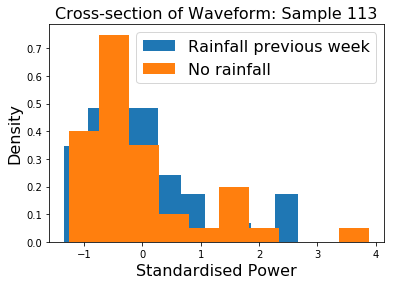 Cross-section of Waveform: Sample 113
Rainfall previous week
No rainfall
Density
0.7
0.6
0.5
0.4
0.3
0.2
0.1
0.0
−1 0 1 2 3 4
Standardised Power